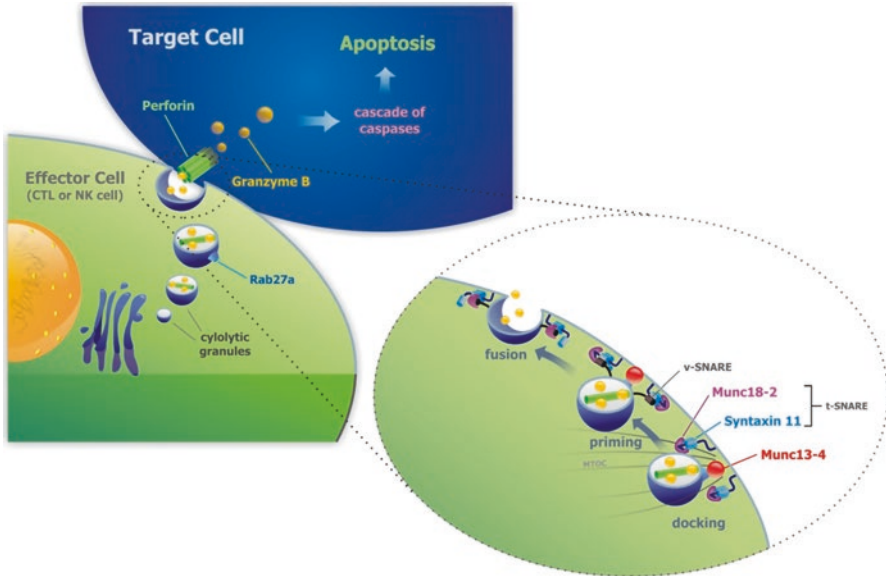 Target Cell
Apoptosis
Perforin
cascade of
caspases
Granzyme B
Effector Cell
(CTL or NK cell)
Rab27a
cylolytic
granules
fusion
v-SNARE
Munc18-2
t-SNARE
Syntaxin 11
priming
Munc13-4
MTOC
docking